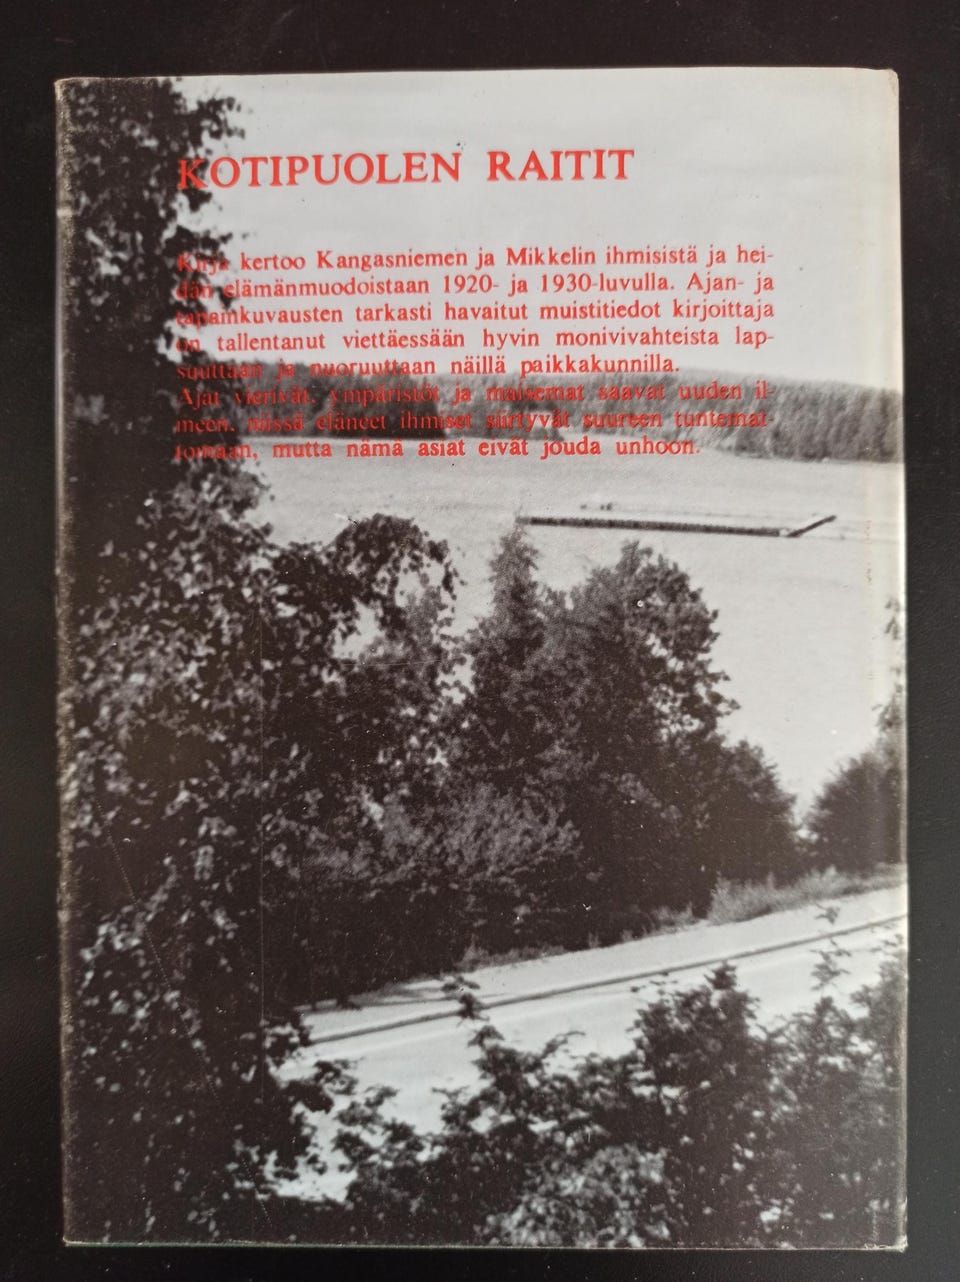 KOTIPUOLEN RAITIT
Kirja kertoo Kangasniemen ja Mikkelin ihmisistä ja hei-
dän elämänmuodoistaan 1920- ja 1930-luvulla. Ajan- ja
tapainkuvausten tarkasti havaitut muistitiedot kirjoittaja
on tallentanut viettäessään hyvin monivivahteista lap-
suuttaan ja nuoruuttaan näillä paikkakunnilla.
Ajat vierivät, ympäristöt ja maisemat saavat uuden il-
meen, niissä eläneet ihmiset siirtyvät suureen tuntemat-
tomaan, mutta nämä asiat eivät jouda unhoon.